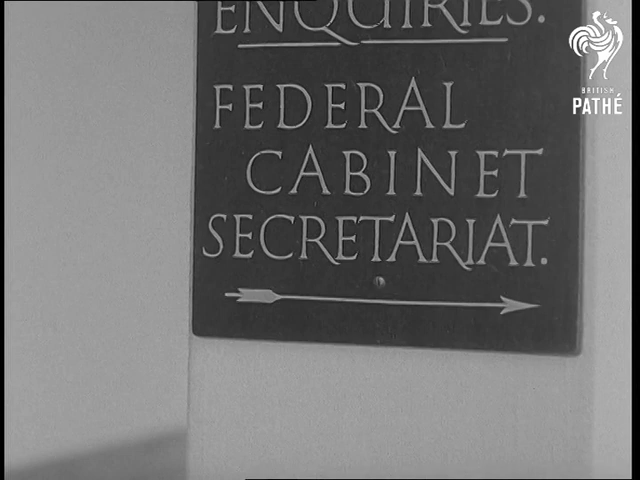 ENQUIRIES.
FEDERAL
CABINET
SECRETARIAT.
BRITISH
PATHÉ